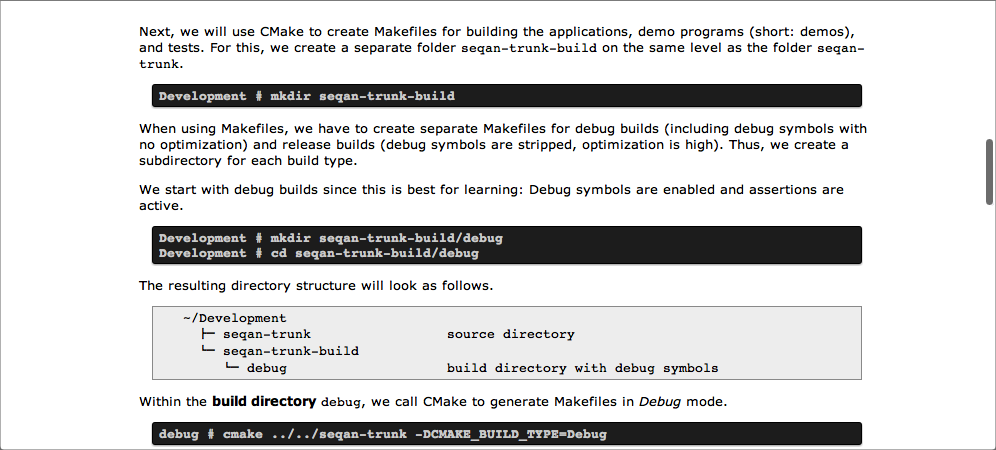 Next, we will use CMake to create Makefiles for building the applications, demo programs (short: demos),
and tests. For this, we create a separate folder seqan-trunk-build on the same level as the folder seqan-
trunk.
Development # mkdir seqan-trunk-build
When using Makefiles, we have to create separate Makefiles for debug builds (including debug symbols with
no optimization) and release builds (debug symbols are stripped, optimization is high). Thus, we create a
subdirectory for each build type.
We start with debug builds since this is best for learning: Debug symbols are enabled and assertions are
active.
Development # mkdir seqan-trunk-build/debug
Development # cd seqan-trunk-build/debug
The resulting directory structure will look as follows.
~/Development
├─ seqan-trunk source directory
└─ seqan-trunk-build
└─ debug build directory with debug symbols
Within the build directory debug, we call CMake to generate Makefiles in Debug mode.
debug # cmake ../../seqan-trunk -DCMAKE_BUILD_TYPE=Debug